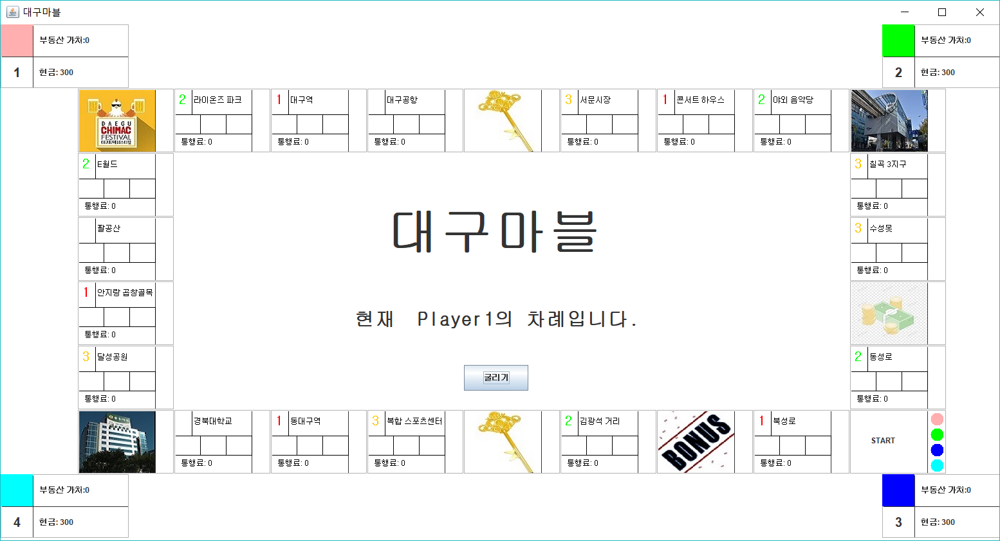 대구마블
부동산 가치:0
1
현금: 300
부동산 가치:0
2
현금: 300
DAEGU
CHIMAC
FESTIVAL
대구치맥페스티벌
2 라이온즈 파크
통행료: 0
1 대구역
통행료: 0
대구공항
통행료: 0
3 서문시장
통행료: 0
1 콘서트 하우스
통행료: 0
2 야외 음악당
통행료: 0
2 E월드
통행료: 0
3 칠곡 3지구
통행료: 0
팔공산
통행료: 0
3 수성못
통행료: 0
1 안지랑 곱창골목
통행료: 0
3 달성공원
통행료: 0
2 동성로
통행료: 0
대구마블
현재 Player1의 차례입니다.
굴리기
경북대학교
통행료: 0
1 동대구역
통행료: 0
3 복합 스포츠센터
통행료: 0
2 김광석 거리
통행료: 0
BONUS
1 북성로
통행료: 0
START
부동산 가치:0
4
현금: 300
부동산 가치:0
3
현금: 300